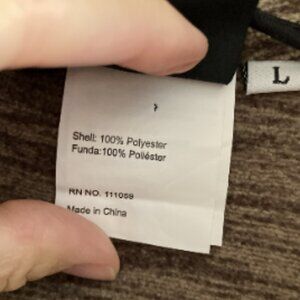 L
Shell: 100% Polyester
Funda:100% Poliéster
RN NO. 111059
Made in China